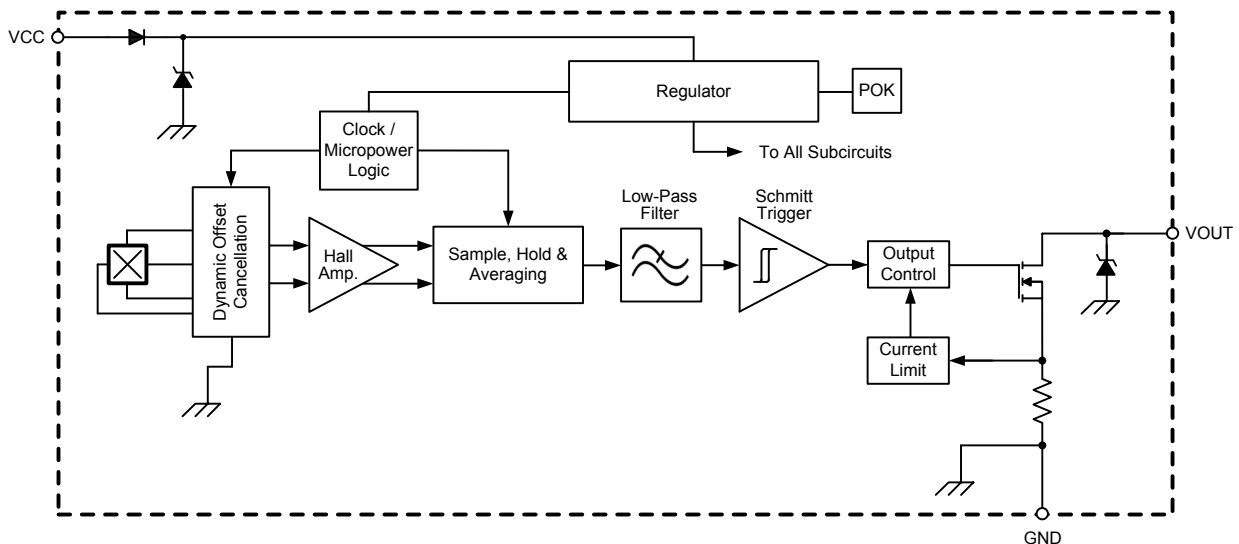 VCC
Regulator
POK
Clock /
Micropower
Logic
To All Subcircuits
Dynamic Offset
Cancellation
Hall
Amp.
Sample, Hold &
Averaging
Low-Pass
Filter
Schmitt
Trigger
Output
Control
Current
Limit
VOUT
GND